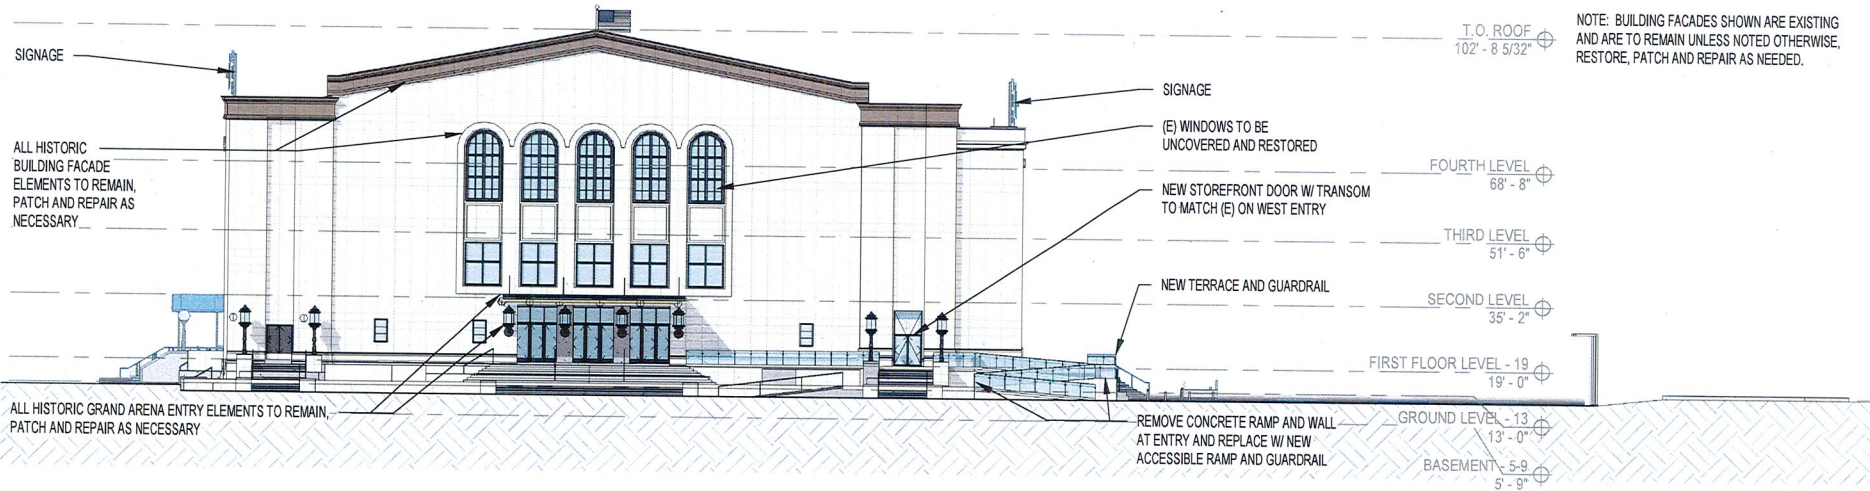 SIGNAGE
ALL HISTORIC
BUILDING FACADE
ELEMENTS TO REMAIN,
PATCH AND REPAIR AS
NECESSARY
ALL HISTORIC GRAND ARENA ENTRY ELEMENTS TO REMAIN,
PATCH AND REPAIR AS NECESSARY
SIGNAGE
(E) WINDOWS TO BE
UNCOVERED AND RESTORED
NEW STOREFRONT DOOR W/ TRANSOM
TO MATCH (E) ON WEST ENTRY
NEW TERRACE AND GUARDRAIL
REMOVE CONCRETE RAMP AND WALL
AT ENTRY AND REPLACE W/ NEW
ACCESSIBLE RAMP AND GUARDRAIL
T.O. ROOF
102' - 8 5/32"
FOURTH LEVEL
68' - 8"
THIRD LEVEL
51' - 6"
SECOND LEVEL
35' - 2"
FIRST FLOOR LEVEL - 19
19' - 0"
GROUND LEVEL - 13
13' - 0"
BASEMENT - 5-9
5' - 9"
NOTE: BUILDING FACADES SHOWN ARE EXISTING
AND ARE TO REMAIN UNLESS NOTED OTHERWISE,
RESTORE, PATCH AND REPAIR AS NEEDED.